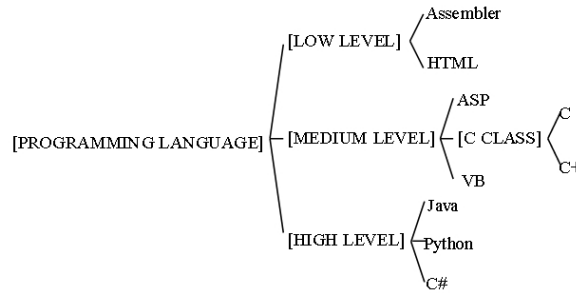 Assembler
[LOW LEVEL]
HTML
ASP
C
[PROGRAMMING LANGUAGE]
[MEDIUM LEVEL]
[C CLASS]
C+
VB
Java
[HIGH LEVEL]
Python
C#